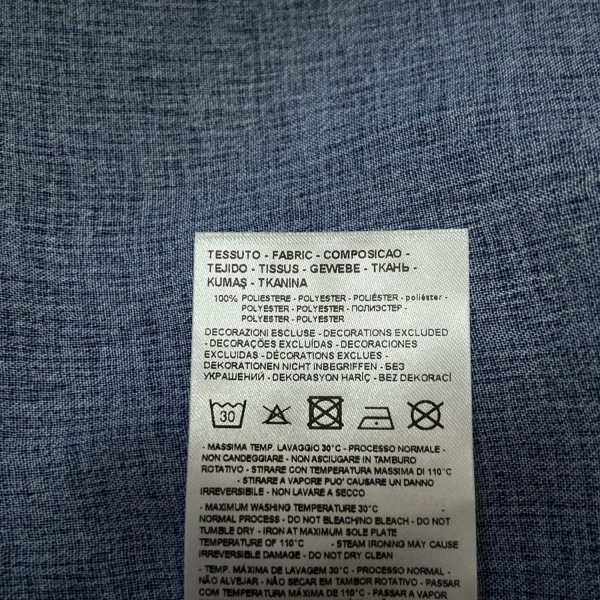 TESSUTO - FABRIC - COMPOSICAO -
TEJIDO - TISSUS - GEWEBE - ТКАНЬ -
KUMAŞ - TKANINA
100% POLIESTERE - POLYESTER - POLIÉSTER - poliéster -
POLYESTER - POLYESTER - ПОЛИЭСТЕР -
POLYESTER - POLYESTER
DECORAZIONI ESCLUSE - DECORATIONS EXCLUDED
- DECORAÇÕES EXCLUÍDAS - DECORACIONES
EXCLUIDAS - DÉCORATIONS EXCLUES -
DEKORATIONEN NICHT INBEGRIFFEN - БЕЗ
УКРАШЕНИЙ - DEKORASYON HARİÇ - BEZ DEKORACÍ
30
- MASSIMA TEMP. LAVAGGIO 30°C - PROCESSO NORMALE -
NON CANDEGGIARE - NON ASCIUGARE IN TAMBURO
ROTATIVO - STIRARE CON TEMPERATURA MASSIMA DI 110°C
- STIRARE A VAPORE PUO' CAUSARE UN DANNO
IRREVERSIBILE - NON LAVARE A SECCO
- MAXIMUM WASHING TEMPERATURE 30°C -
NORMAL PROCESS - DO NOT BLEACHING BLEACH - DO NOT
TUMBLE DRY - IRON AT MAXIMUM SOLE PLATE
TEMPERATURE OF 110°C - STEAM IRONING MAY CAUSE
IRREVERSIBLE DAMAGE - DO NOT DRY CLEAN
- MAXIMA TEMP. DE LAVAGEM 30°C - PROCESSO NORMAL -
NÃO ALVEJAR - NÃO SECAR EM TAMBOR ROTATIVO - PASSAR
COM TEMPERATURA MÁXIMA DE 110°C - PASSAR A VAPOR